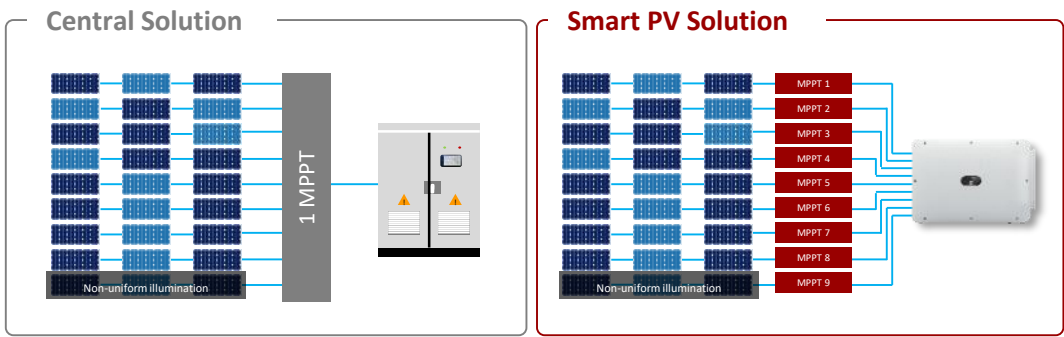 Central Solution
1 MPPT
Non-uniform illumination
Smart PV Solution
MPPT 1
MPPT 2
MPPT 3
MPPT 4
MPPT 5
MPPT 6
MPPT 7
MPPT 8
MPPT 9
Non-uniform illumination